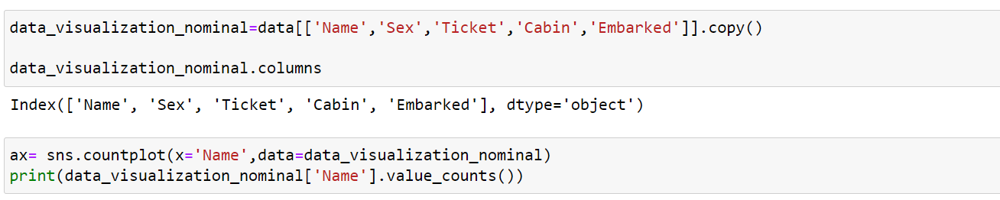 data_visualization_nominal=data[['Name','Sex','Ticket','Cabin','Embarked']].copy()
data_visualization_nominal.columns
Index(['Name', 'Sex', 'Ticket', 'Cabin', 'Embarked'], dtype='object')
ax= sns.countplot(x='Name',data=data_visualization_nominal)
print(data_visualization_nominal['Name'].value_counts())